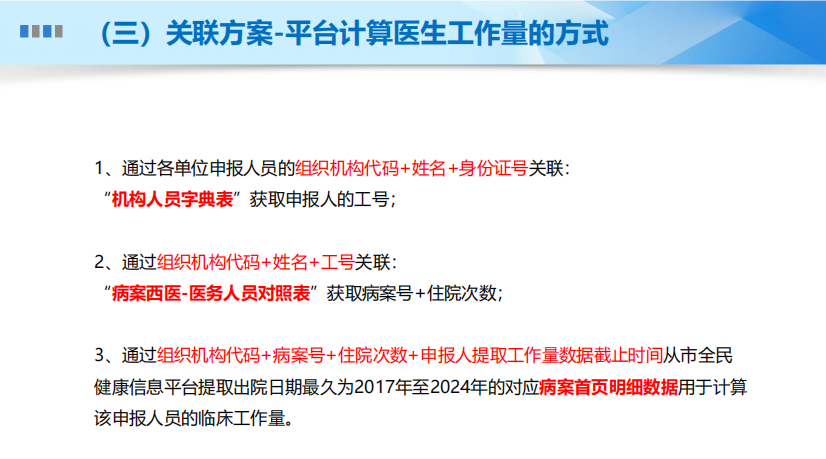 （三）关联方案-平台计算医生工作量的方式
1、通过各单位申报人员的组织机构代码+姓名+身份证号关联：
“机构人员字典表”获取申报人的工号；
2、通过组织机构代码+姓名+工号关联：
“病案西医-医务人员对照表”获取病案号+住院次数；
3、通过组织机构代码+病案号+住院次数+申报人提取工作量数据截止时间从市全民
健康信息平台提取出院日期最久为2017年至2024年的对应病案首页明细数据用于计算
该申报人员的临床工作量。